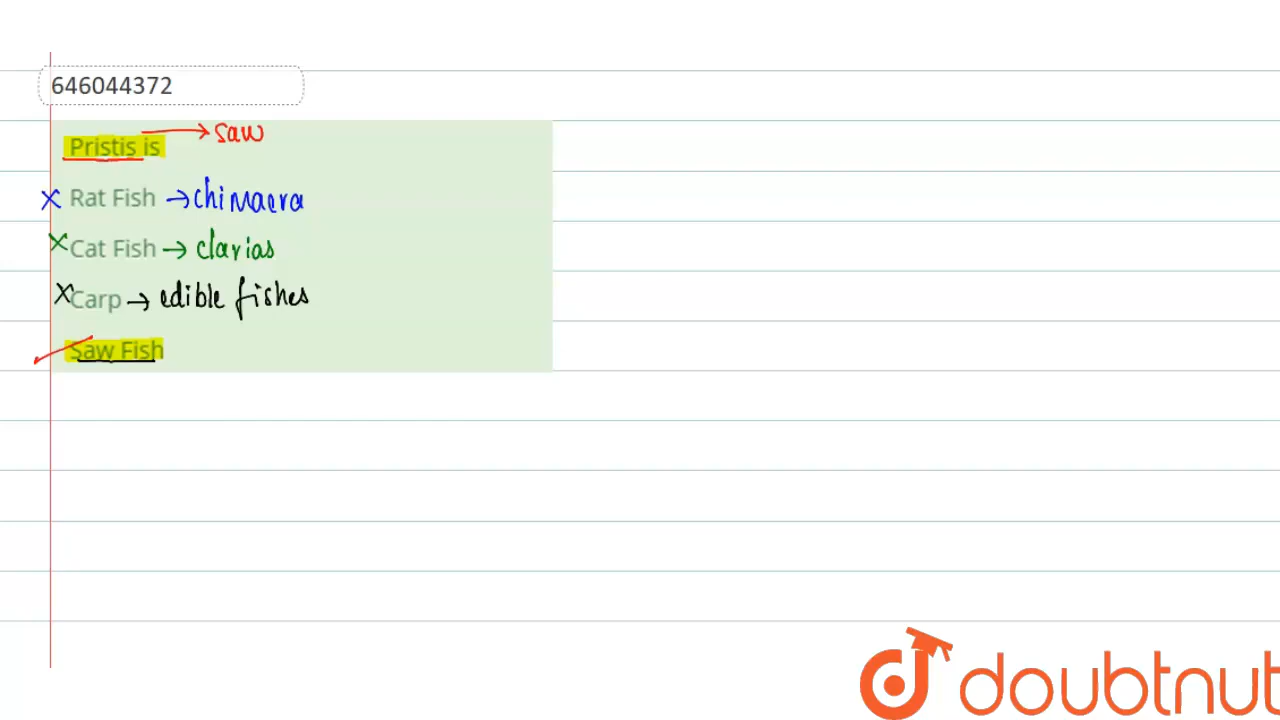 646044372
Pristis is → saw
× Rat Fish → chimaera
× Cat Fish → clarias
× Carp → edible fishes
✓ Saw Fish
doubtnut